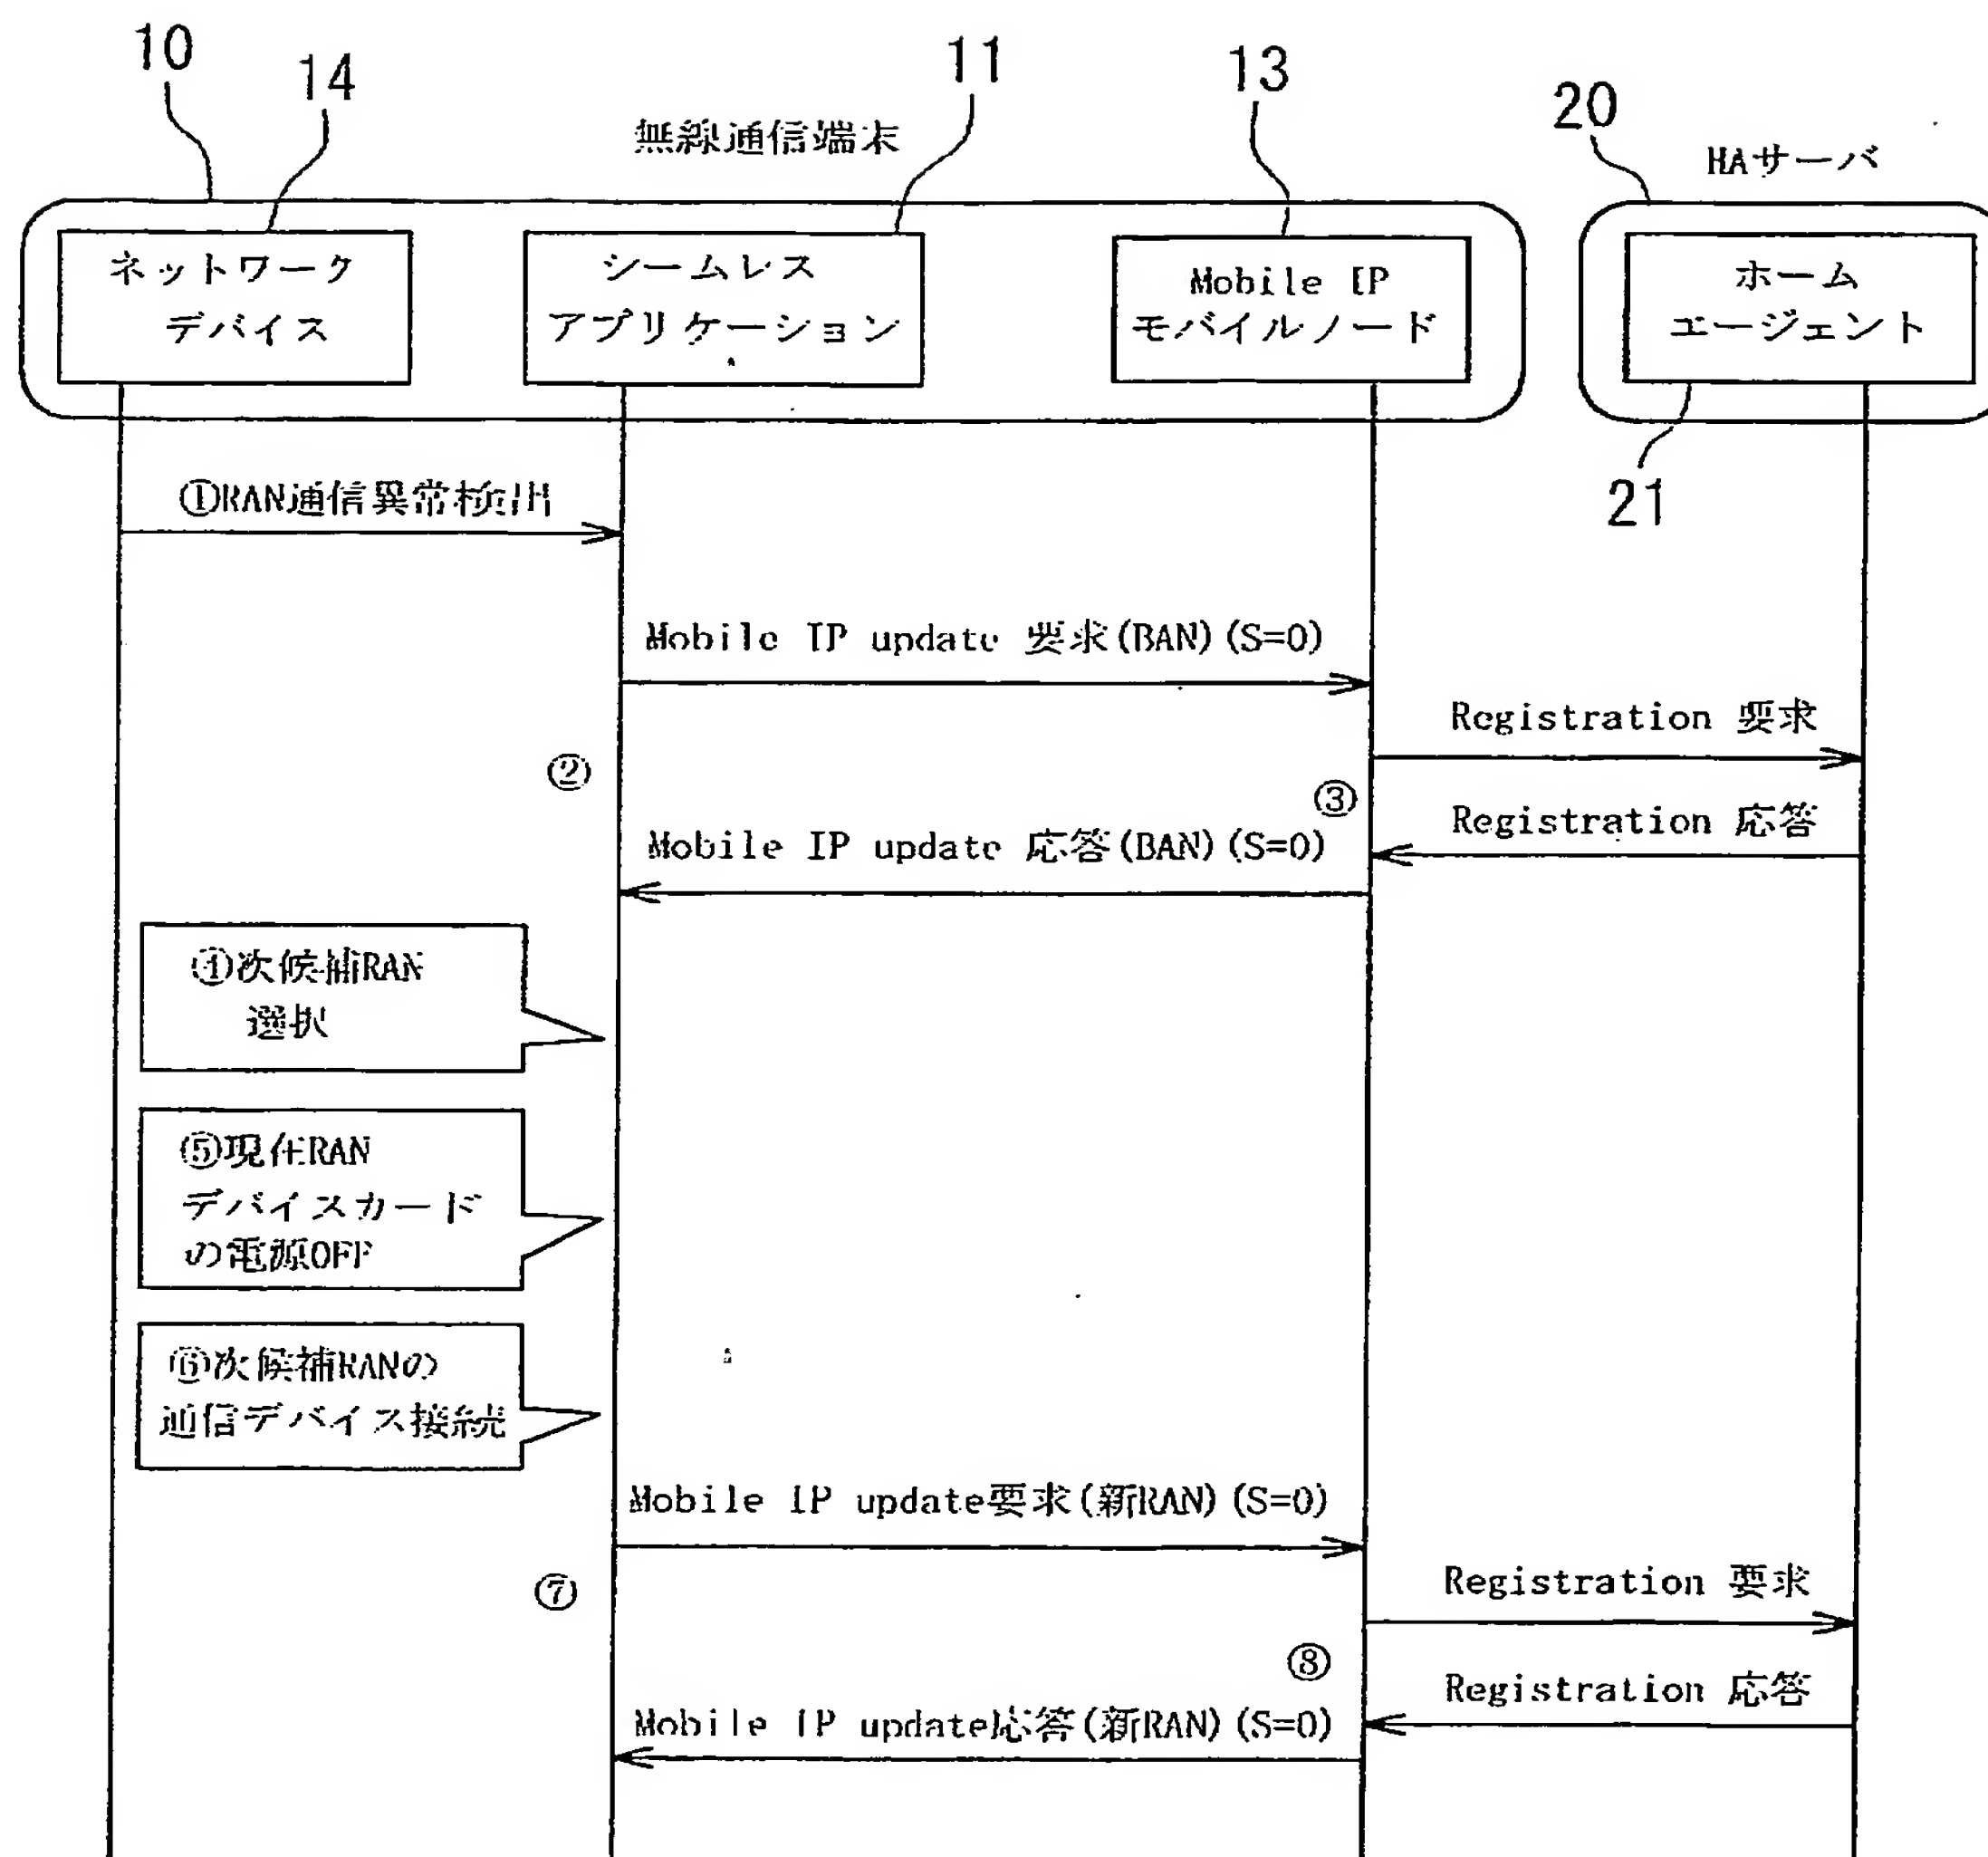 10
14
無線通信端末
11
13
20
HAサーバ
ネットワーク
デバイス
シームレス
アプリケーション
Mobile IP
モバイルノード
ホーム
エージェント
21
①RAN通信異常検出
Mobile IP update 要求(BAN)(S=0)
Registration 要求
②
③
Registration 応答
Mobile IP update 応答(BAN)(S=0)
④次候補RAN
選択
⑤現在RAN
デバイスカード
の電源OFF
⑥次候補RANの
通信デバイス接続
Mobile IP update要求(新RAN)(S=0)
⑦
Registration 要求
⑧
Registration 応答
Mobile IP update応答(新RAN)(S=0)